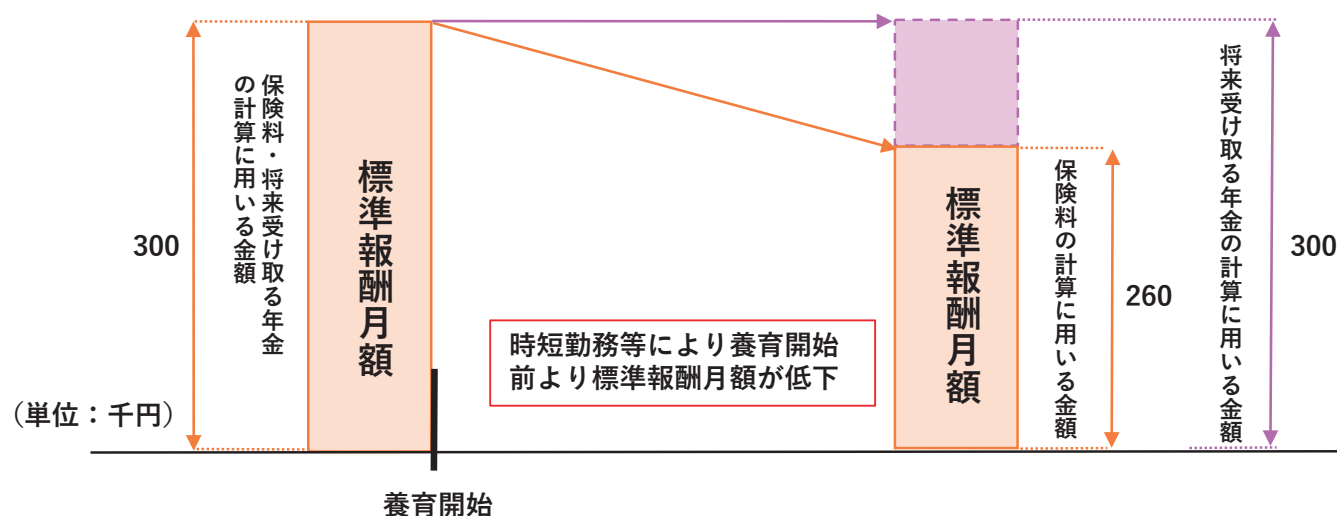 300
保険料・将来受け取る年金
の計算に用いる金額
標準報酬月額
(単位：千円)
養育開始
時短勤務等により養育開始
前より標準報酬月額が低下
標準報酬月額
保険料の計算に用いる金額
260
将来受け取る年金の計算に用いる金額
300